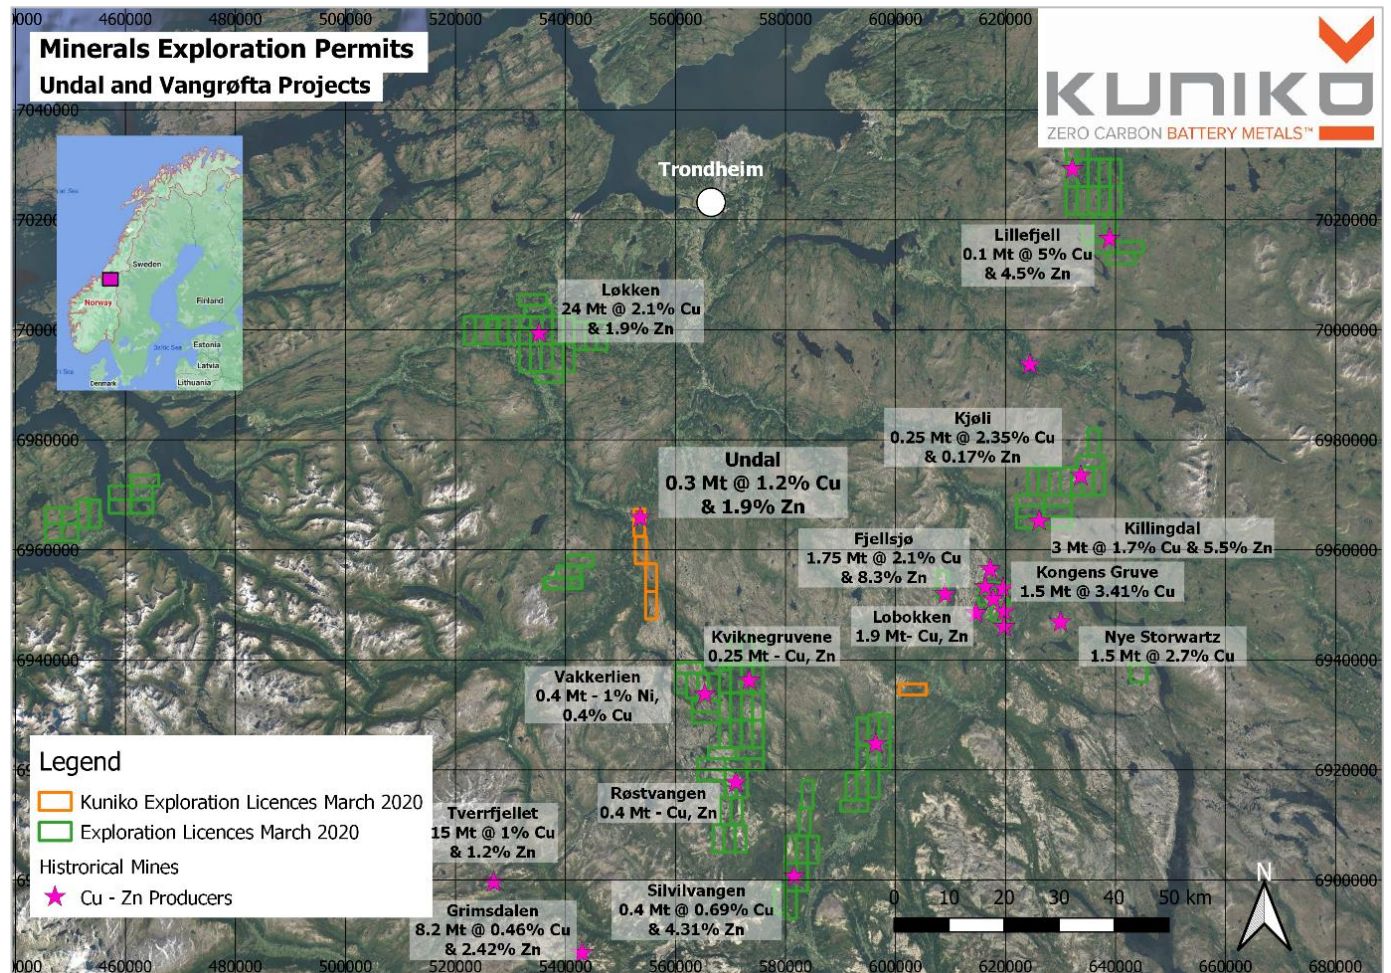 000
460000
480000
500000
520000
540000
560000
580000
600000
620000
Minerals Exploration Permits
Undal and Vangrøfta Projects
KUNIKO
ZERO CARBON BATTERY METALS™
7040000
7040000
Trondheim
Sweden
Norway
Finland
Estonia
Baltic Sea
Latvia
Denmark
Lithuania
7020000
Lillefjell
0.1 Mt @ 5% Cu
& 4.5% Zn
Løkken
24 Mt @ 2.1% Cu
& 1.9% Zn
7000000
7000000
Kjøli
0.25 Mt @ 2.35% Cu
& 0.17% Zn
6980000
6980000
Undal
0.3 Mt @ 1.2% Cu
& 1.9% Zn
Killingdal
3 Mt @ 1.7% Cu & 5.5% Zn
Fjellsjø
1.75 Mt @ 2.1% Cu
& 8.3% Zn
6960000
6960000
Kongens Gruve
1.5 Mt @ 3.41% Cu
Lobokken
1.9 Mt- Cu, Zn
Nye Storwartz
1.5 Mt @ 2.7% Cu
Kviknegruvene
0.25 Mt - Cu, Zn
6940000
6940000
Vakkerlien
0.4 Mt - 1% Ni,
0.4% Cu
Legend
Kuniko Exploration Licences March 2020
Exploration Licences March 2020
Histrorical Mines
Cu - Zn Producers
6920000
Røstvangen
0.4 Mt - Cu, Zn
Tverrfjellet
15 Mt @ 1% Cu
& 1.2% Zn
Silvilvangen
0.4 Mt @ 0.69% Cu
& 4.31% Zn
Grimsdalen
8.2 Mt @ 0.46% Cu
& 2.42% Zn
6900000
0 10 20 30 40 50 km
N
000
460000
480000
500000
520000
540000
560000
580000
600000
620000
640000
660000
680000